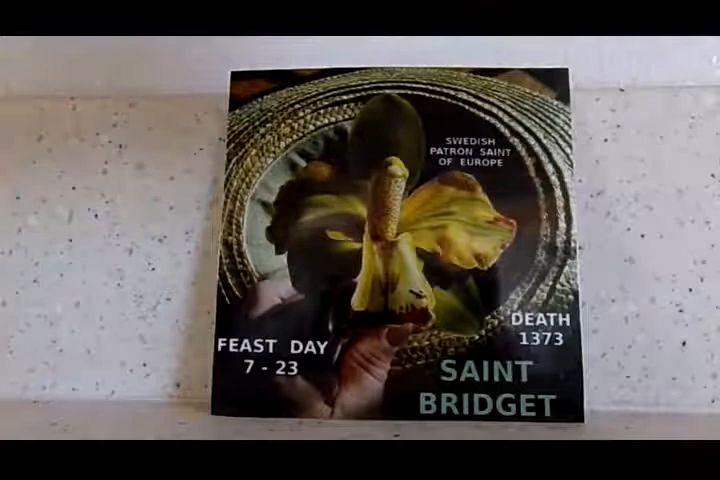 SWEDISH
PATRON SAINT
OF EUROPE
DEATH
1373
FEAST DAY
7 - 23
SAINT
BRIDGET